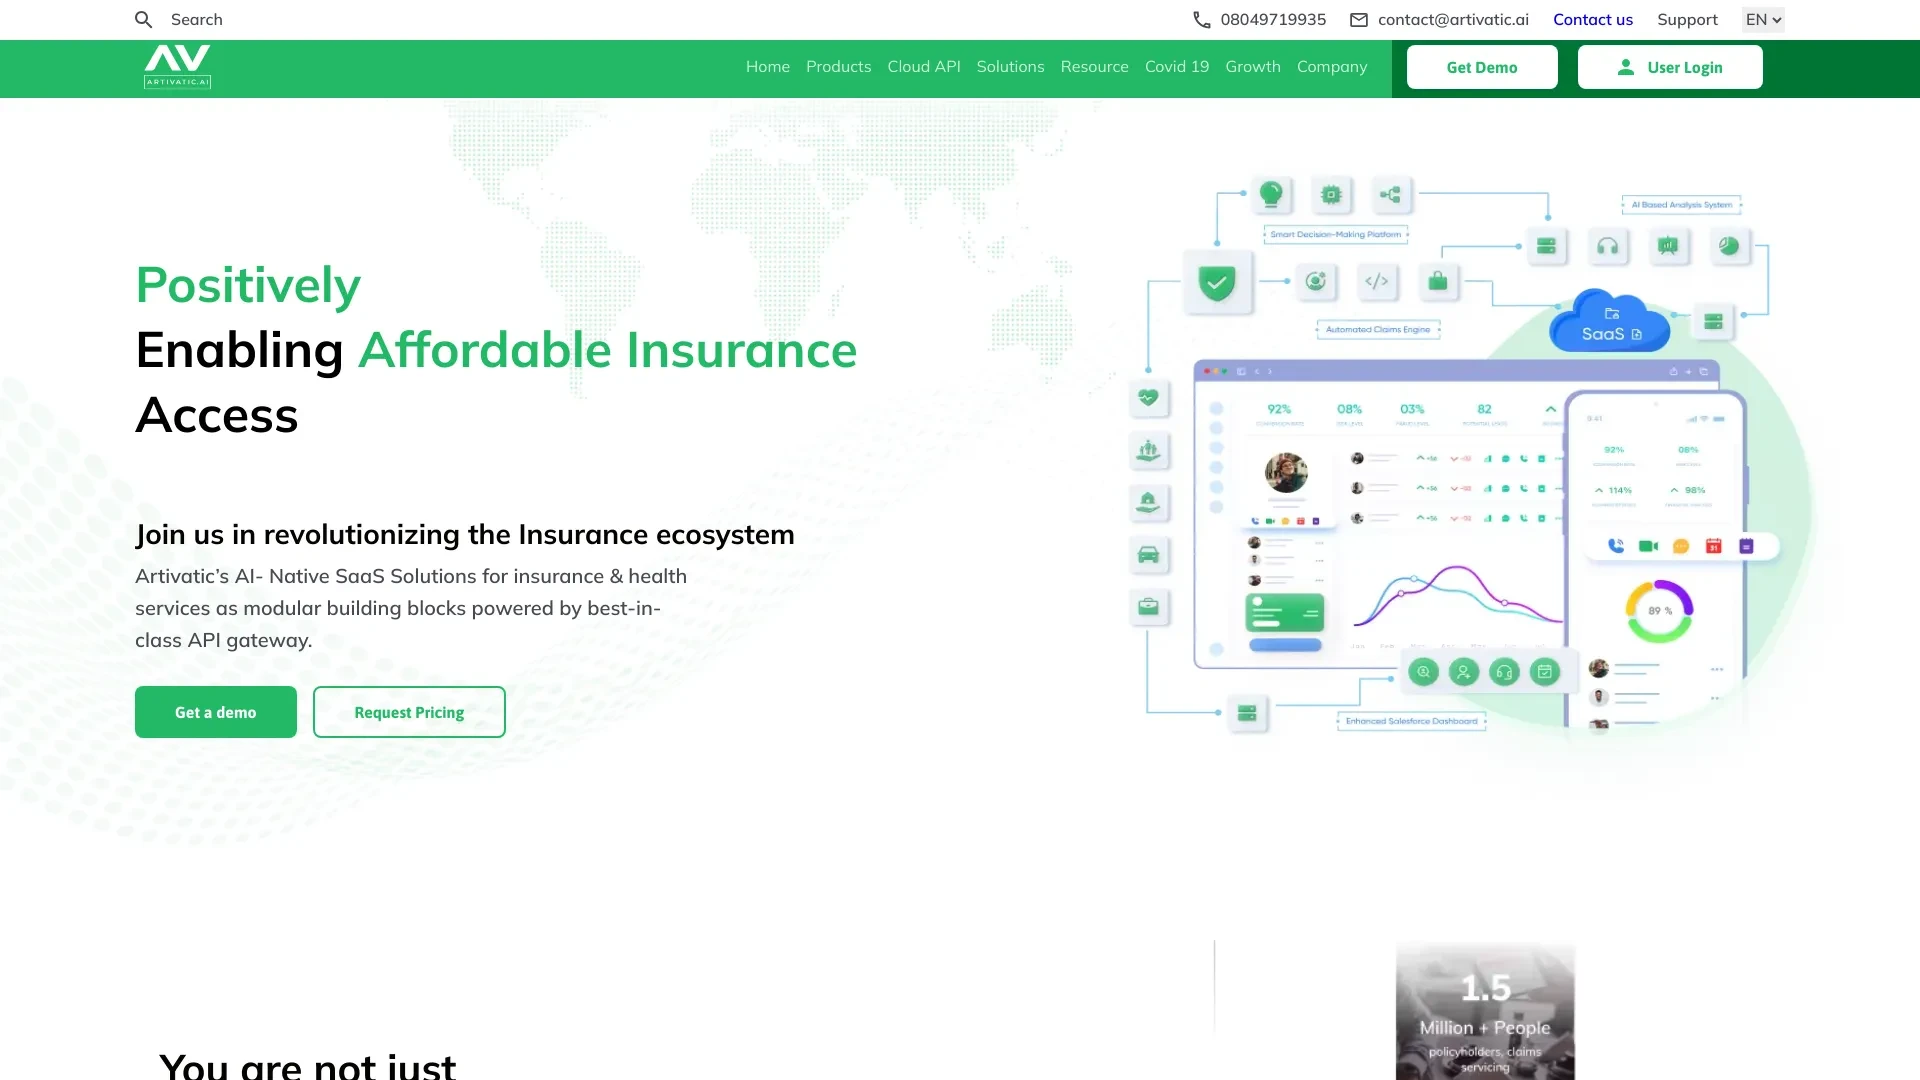 Search
08049719935
contact@artivatic.ai
Contact us
Support
EN
AV
ARTIVATIC.AI
Home
Products
Cloud API
Solutions
Resource
Covid 19
Growth
Company
Get Demo
User Login
Positively
Enabling Affordable Insurance
Access
Join us in revolutionizing the Insurance ecosystem
Artivatic’s AI- Native SaaS Solutions for insurance & health
services as modular building blocks powered by best-in-
class API gateway.
Get a demo
Request Pricing
AI Based Analysis System
Smart Decision-Making Platform
Automated Claims Engine
SaaS
92%
08%
03%
82
9:41
92%
08%
114%
98%
31
89 %
Enhanced Salesforce Dashboard
1.5
Million + People
policyholders, claims
servicing
You are not just